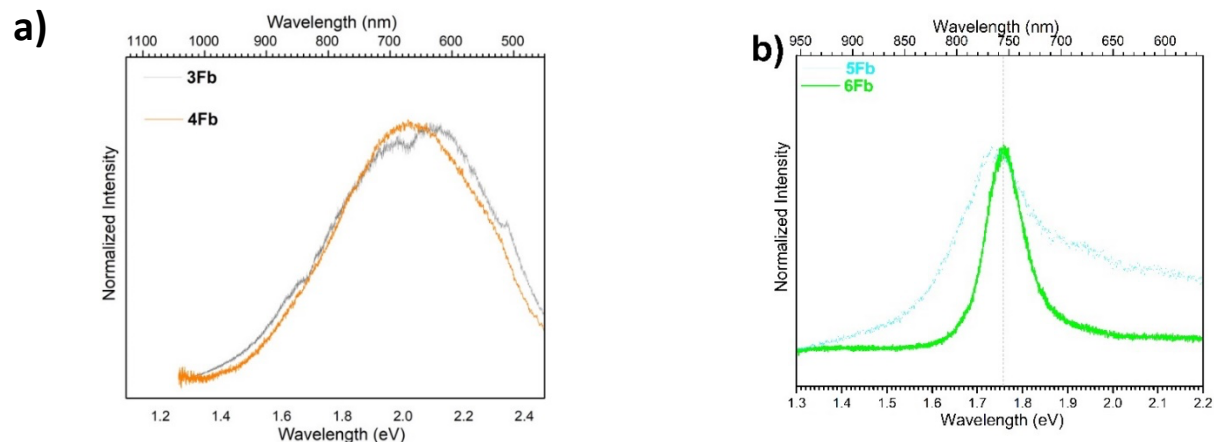 a)
Wavelength (nm)
1100 1000 900 800 700 600 500
3Fb
4Fb
Normalized Intensity
1.2 1.4 1.6 1.8 2.0 2.2 2.4
Wavelength (eV)
b)
Wavelength (nm)
950 900 850 800 750 700 650 600
5Fb
6Fb
Normalized Intensity
1.3 1.4 1.5 1.6 1.7 1.8 1.9 2.0 2.1 2.2
Wavelength (eV)